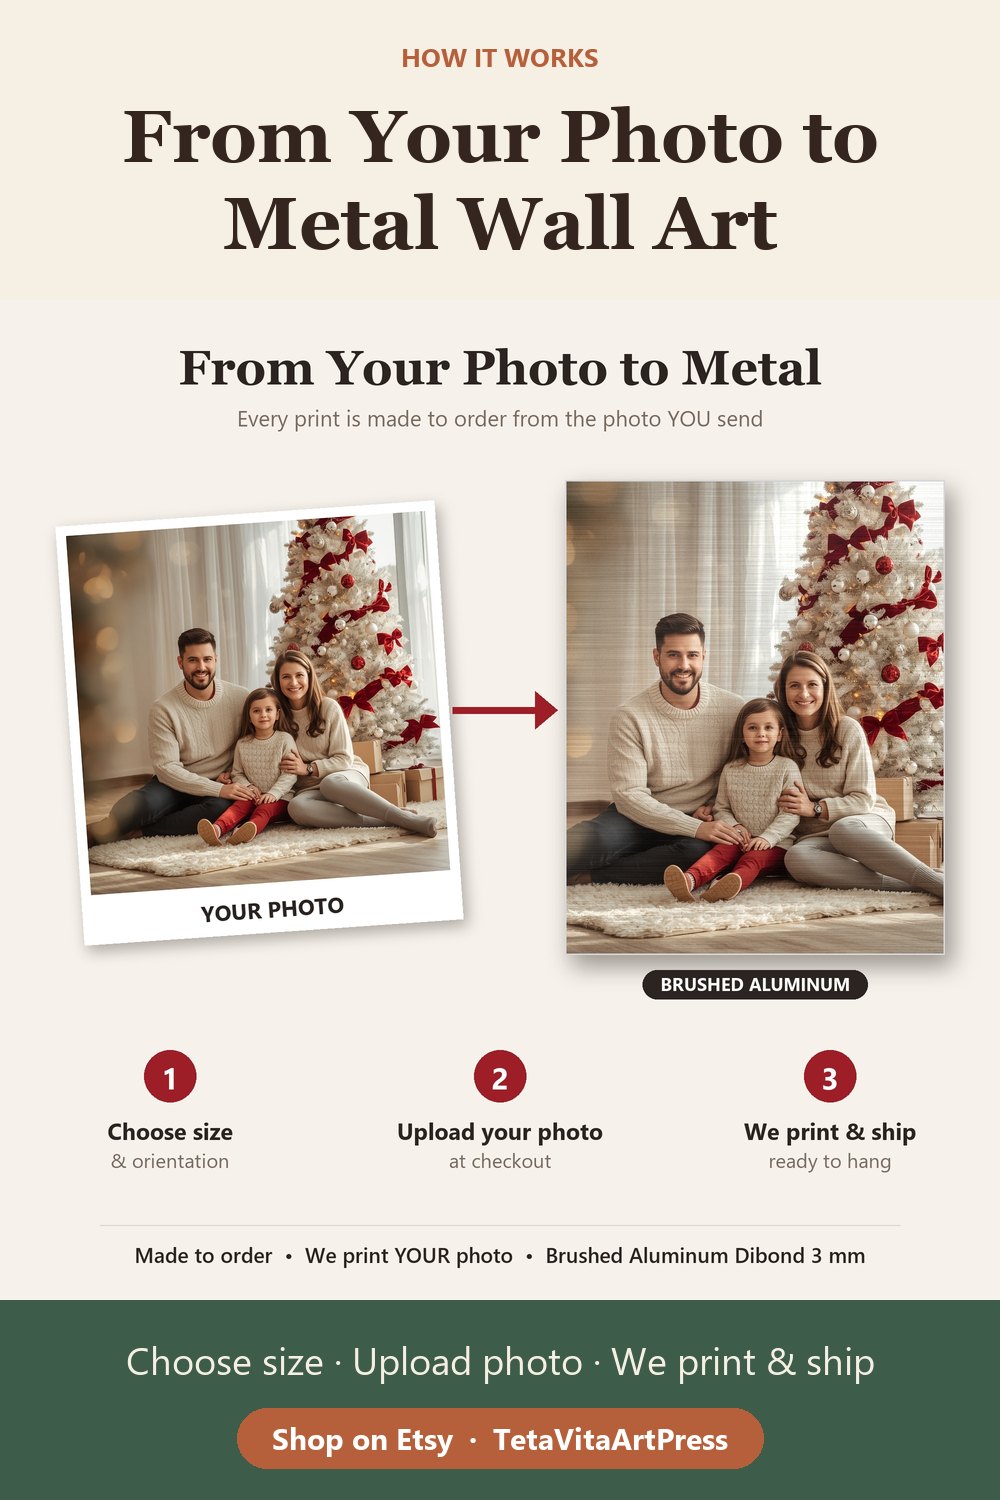 HOW IT WORKS
From Your Photo to
Metal Wall Art
From Your Photo to Metal
Every print is made to order from the photo YOU send
YOUR PHOTO
BRUSHED ALUMINUM
1
Choose size
& orientation
2
Upload your photo
at checkout
3
We print & ship
ready to hang
Made to order • We print YOUR photo • Brushed Aluminum Dibond 3 mm
Choose size · Upload photo · We print & ship
Shop on Etsy · TetaVitaArtPress